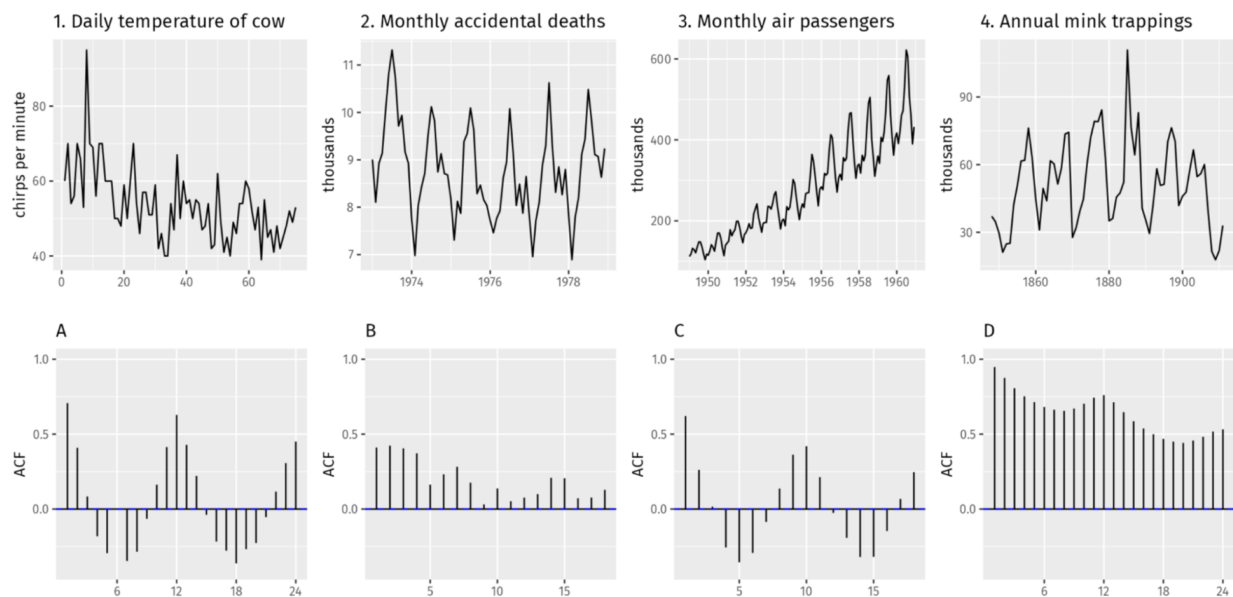 1. Daily temperature of cow
2. Monthly accidental deaths
3. Monthly air passengers
4. Annual mink trappings
chirps per minute
80
60
40
0 20 40 60
thousands
11
10
9
8
7
1974 1976 1978
thousands
600
400
200
1950 1952 1954 1956 1958 1960
thousands
90
60
30
1860 1880 1900
A
B
C
D
ACF
1.0
0.5
0.0
6 12 18 24
ACF
1.0
0.5
0.0
5 10 15
ACF
1.0
0.5
0.0
5 10 15
ACF
1.0
0.5
0.0
6 12 18 24